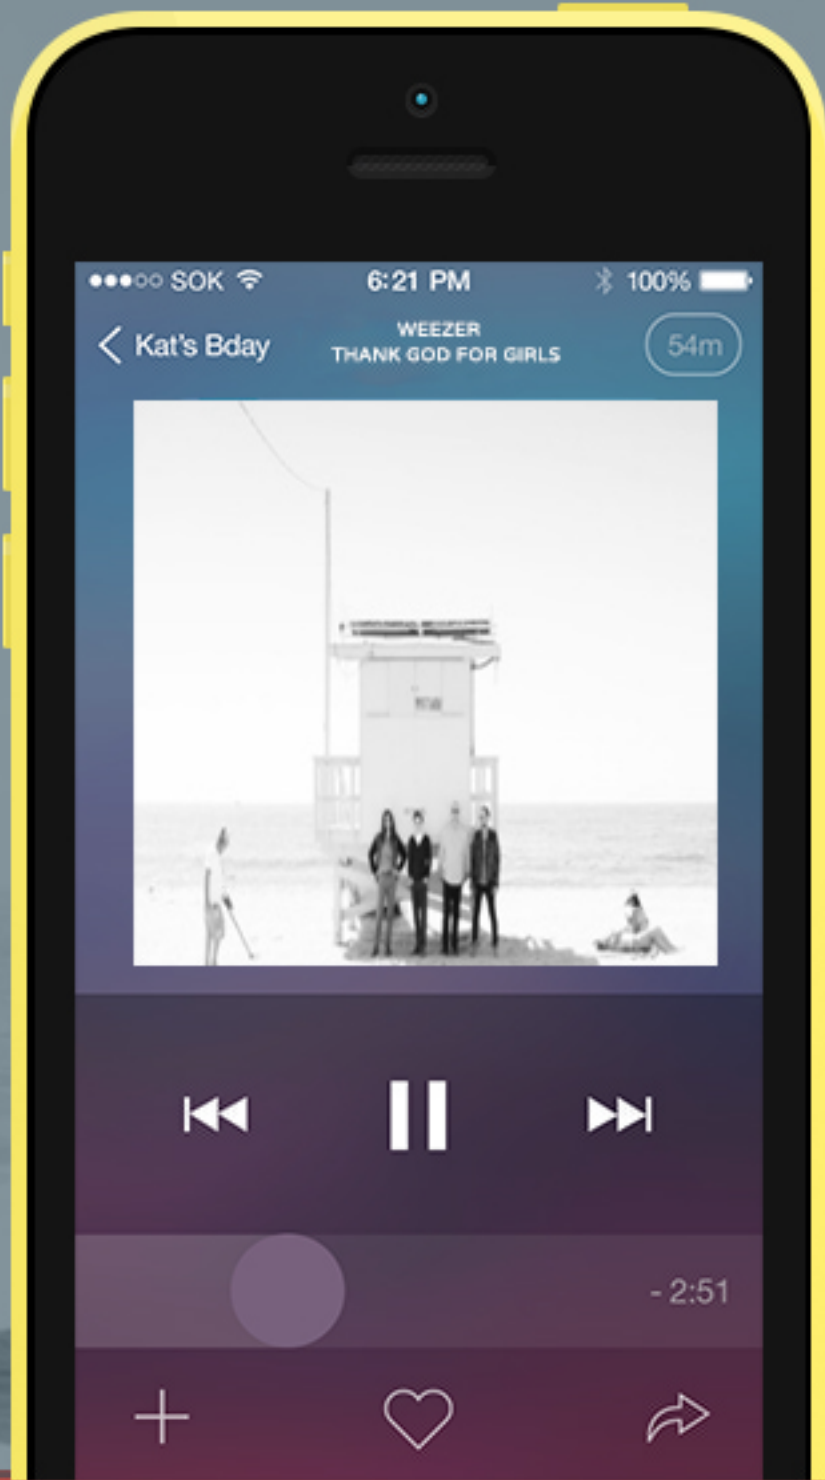 SOK 6:21 PM 100%
Kat's Bday
WEEZER
THANK GOD FOR GIRLS
54m
- 2:51